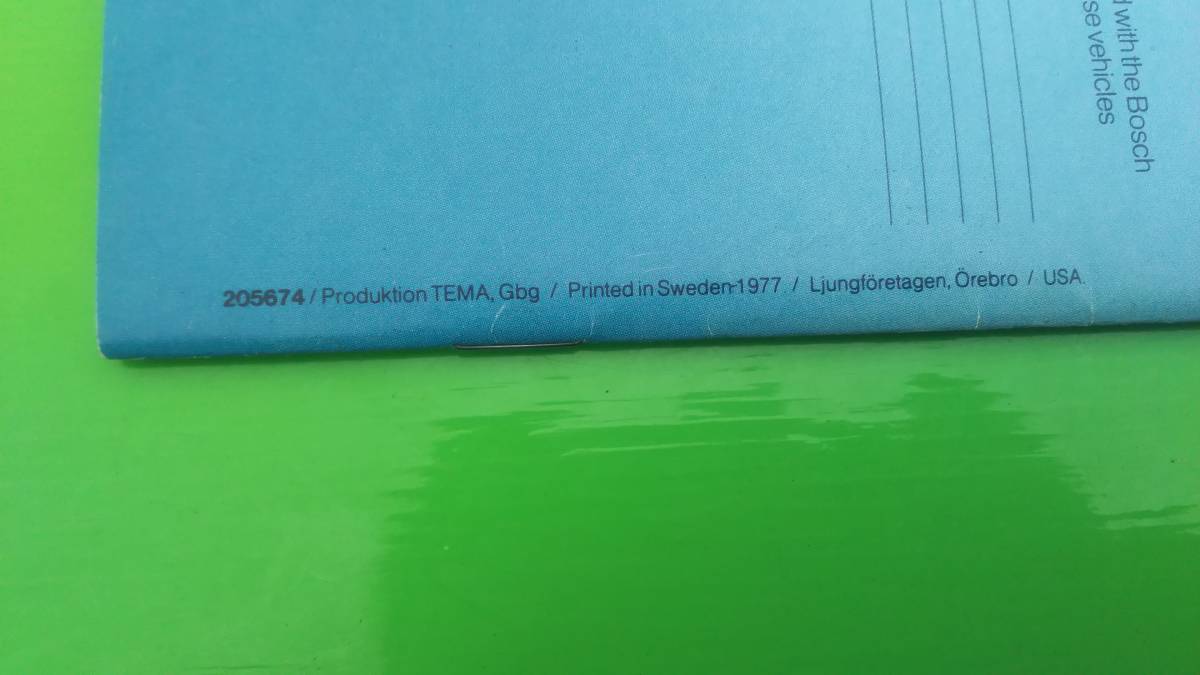 d with the Bosch
se vehicles
205674 / Produktion TEMA, Gbg / Printed in Sweden-1977 / Ljungföretagen, Örebro / USA.